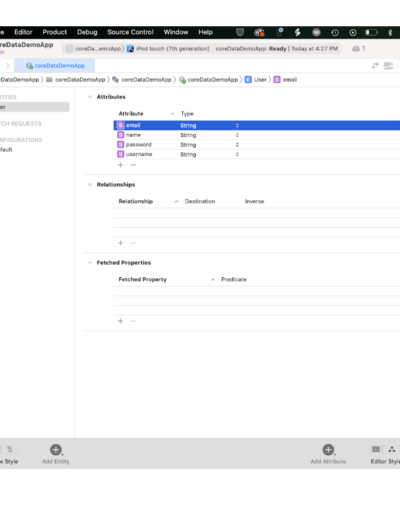 e Editor Product Debug Source Control Window Help
reDataDemoApp
coreDa...emoApp) iPod touch (7th generation) coreDataDemoApp: Ready | Today at 4:27 PM 1
coreDataDemoApp
DataDemoApp coreDataDemoApp coreDataDemoApp coreDataDemoApp E User S email
TITIES
er
TCH REQUESTS
NFIGURATIONS
fault
Attributes
Attribute Type
S email String
S name String
S password String
S username String
+ −
Relationships
Relationship Destination Inverse
+ −
Fetched Properties
Fetched Property Predicate
+ −
e Style Add Entity Add Attribute Editor Style